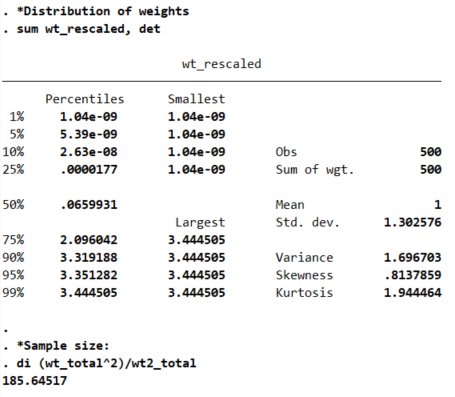 . *Distribution of weights
. sum wt_rescaled, det
wt_rescaled
Percentiles Smallest
1% 1.04e-09 1.04e-09
5% 5.39e-09 1.04e-09
10% 2.63e-08 1.04e-09 Obs 500
25% .0000177 1.04e-09 Sum of wgt. 500
50% .0659931 Mean 1
Largest Std. dev. 1.302576
75% 2.096042 3.444505
90% 3.319188 3.444505 Variance 1.696703
95% 3.351282 3.444505 Skewness .8137859
99% 3.444505 3.444505 Kurtosis 1.944464
.
. *Sample size:
. di (wt_total^2)/wt2_total
185.64517